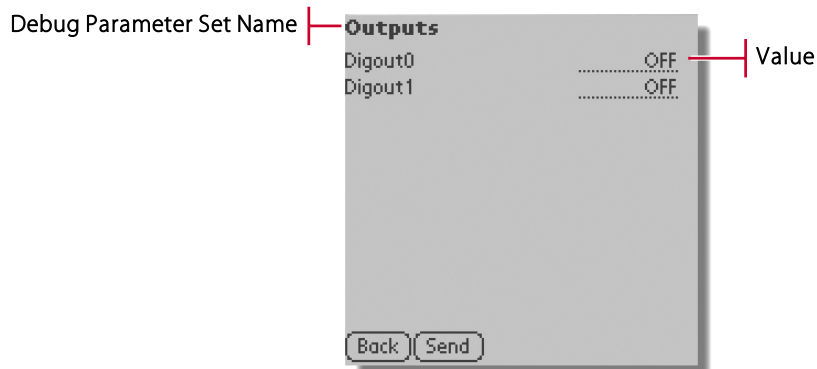 Debug Parameter Set Name
Outputs
Digout0 OFF
Value
Digout1 OFF
Back Send